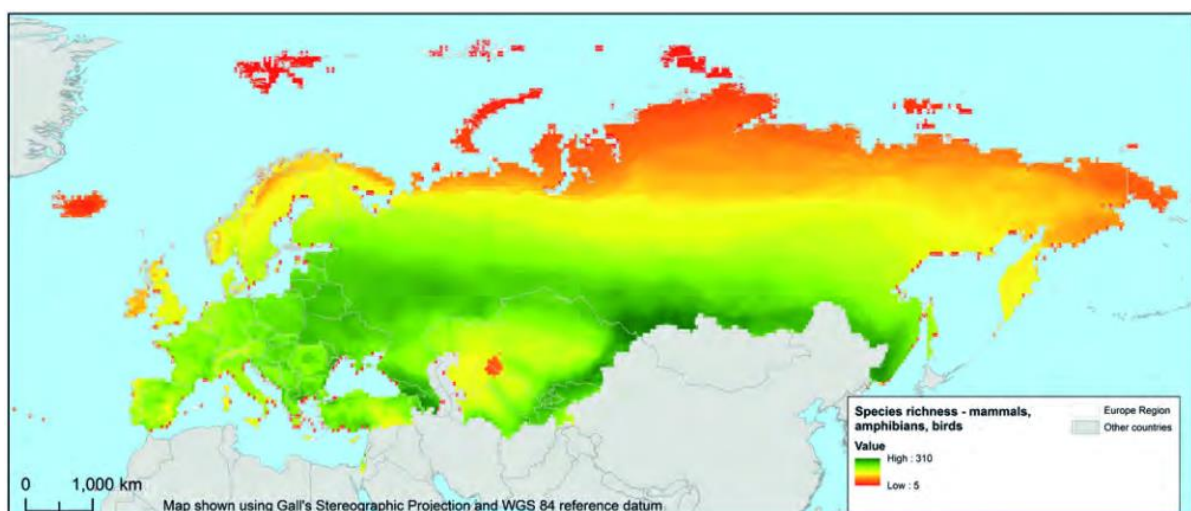 Species richness - mammals,
amphibians, birds
Value
High : 310
Low : 5
Europe Region
Other countries
0 1,000 km
Map shown using Gall's Stereographic Projection and WGS 84 reference datum